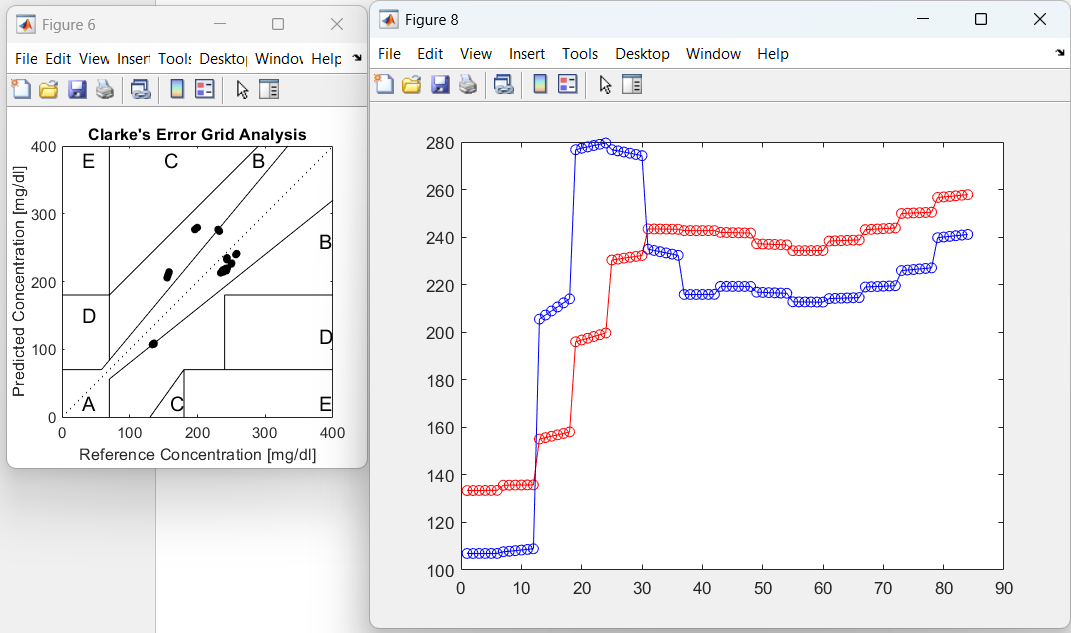 Figure 6
File Edit View Insert Tools Desktop Window Help
Clarke's Error Grid Analysis
Predicted Concentration [mg/dl]
400
300
200
100
0
E
C
B
B
D
D
A
C
E
0 100 200 300 400
Reference Concentration [mg/dl]
Figure 8
File Edit View Insert Tools Desktop Window Help
280
260
240
220
200
180
160
140
120
100
0 10 20 30 40 50 60 70 80 90